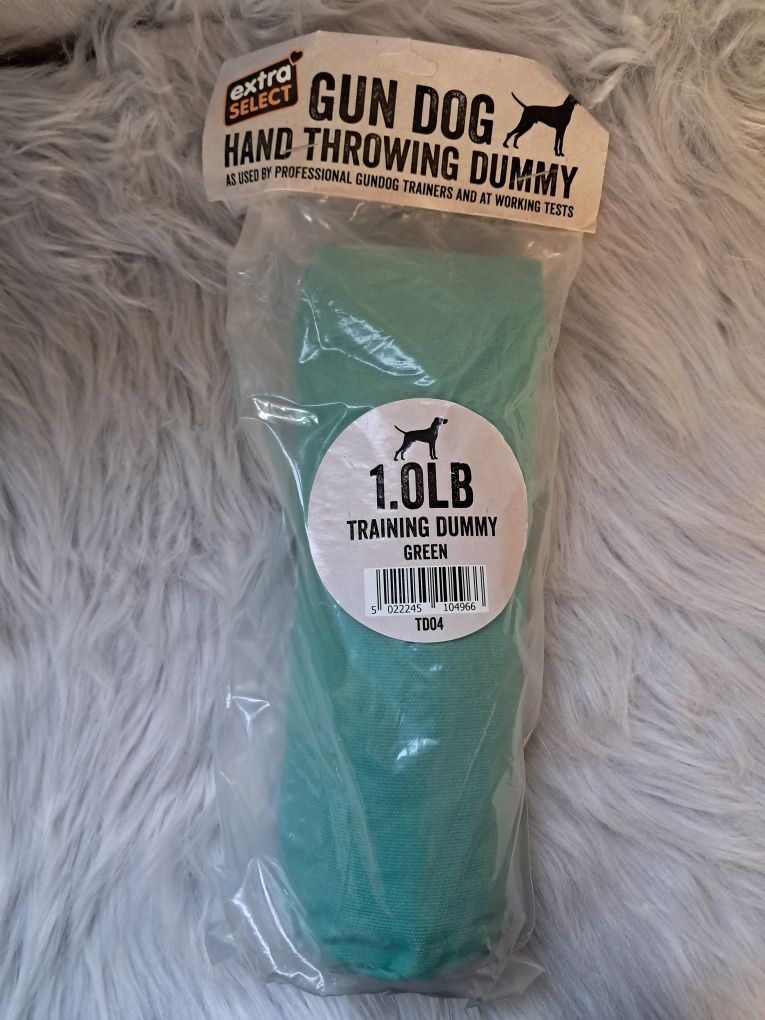 extra
SELECT
GUN DOG
HAND THROWING DUMMY
AS USED BY PROFESSIONAL GUNDOG TRAINERS AND AT WORKING TESTS
1.0LB
TRAINING DUMMY
GREEN
5 022245 104966
TD04